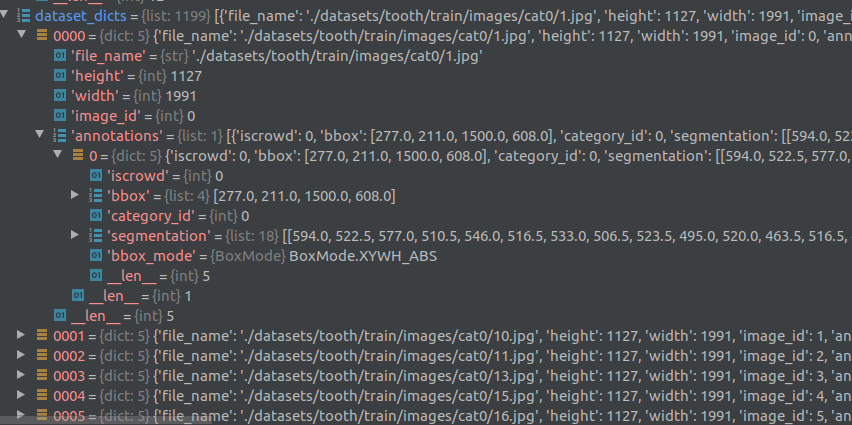 __len__ = {int} 12
dataset_dicts = {list: 1199} [{'file_name': './datasets/tooth/train/images/cat0/1.jpg', 'height': 1127, 'width': 1991, 'image_i
0000 = {dict: 5} {'file_name': './datasets/tooth/train/images/cat0/1.jpg', 'height': 1127, 'width': 1991, 'image_id': 0, 'ann
'file_name' = {str} './datasets/tooth/train/images/cat0/1.jpg'
'height' = {int} 1127
'width' = {int} 1991
'image_id' = {int} 0
'annotations' = {list: 1} [{'iscrowd': 0, 'bbox': [277.0, 211.0, 1500.0, 608.0], 'category_id': 0, 'segmentation': [[594.0, 52
0 = {dict: 5} {'iscrowd': 0, 'bbox': [277.0, 211.0, 1500.0, 608.0], 'category_id': 0, 'segmentation': [[594.0, 522.5, 577.0,
'iscrowd' = {int} 0
'bbox' = {list: 4} [277.0, 211.0, 1500.0, 608.0]
'category_id' = {int} 0
'segmentation' = {list: 18} [[594.0, 522.5, 577.0, 510.5, 546.0, 516.5, 533.0, 506.5, 523.5, 495.0, 520.0, 463.5, 516.5,
'bbox_mode' = {BoxMode} BoxMode.XYWH_ABS
__len__ = {int} 5
__len__ = {int} 1
__len__ = {int} 5
0001 = {dict: 5} {'file_name': './datasets/tooth/train/images/cat0/10.jpg', 'height': 1127, 'width': 1991, 'image_id': 1, 'an
0002 = {dict: 5} {'file_name': './datasets/tooth/train/images/cat0/11.jpg', 'height': 1127, 'width': 1991, 'image_id': 2, 'an
0003 = {dict: 5} {'file_name': './datasets/tooth/train/images/cat0/13.jpg', 'height': 1127, 'width': 1991, 'image_id': 3, 'an
0004 = {dict: 5} {'file_name': './datasets/tooth/train/images/cat0/15.jpg', 'height': 1127, 'width': 1991, 'image_id': 4, 'an
0005 = {dict: 5} {'file_name': './datasets/tooth/train/images/cat0/16.jpg', 'height': 1127, 'width': 1991, 'image_id': 5, 'an